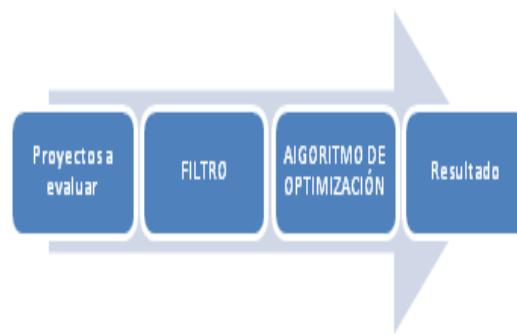 Proyectos a
evaluar
FILTRO
AlGORITMO DE
OPTIMIZACIÓN
Resultado